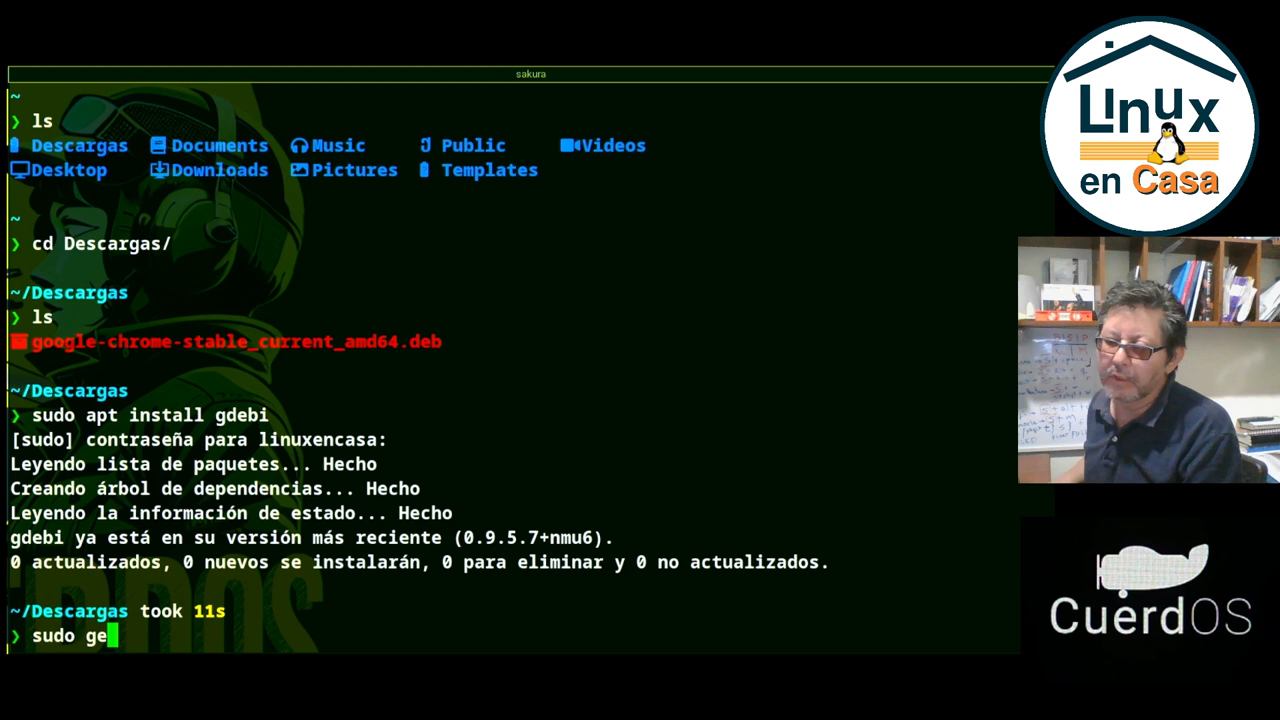 sakura
~
❯ ls
Descargas Documents Music Public Videos
Desktop Downloads Pictures Templates
~
❯ cd Descargas/
~/Descargas
❯ ls
google-chrome-stable_current_amd64.deb
~/Descargas
❯ sudo apt install gdebi
[sudo] contraseña para linuxencasa:
Leyendo lista de paquetes... Hecho
Creando árbol de dependencias... Hecho
Leyendo la información de estado... Hecho
gdebi ya está en su versión más reciente (0.9.5.7+nmu6).
0 actualizados, 0 nuevos se instalarán, 0 para eliminar y 0 no actualizados.
~/Descargas took 11s
❯ sudo ge
Linux
en Casa
CuerdOS